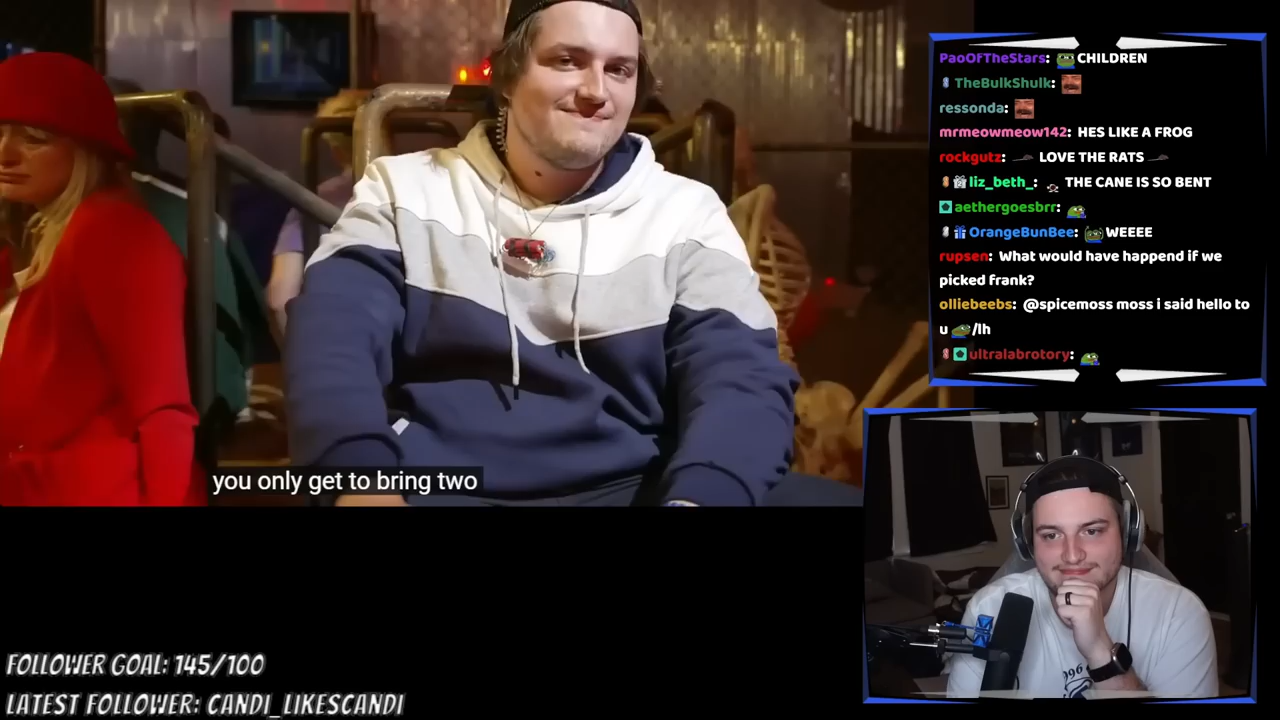 PaoOfTheStars: CHILDREN
TheBulkShulk:
ressonda:
mrmeowmeow142: HES LIKE A FROG
rockgutz: LOVE THE RATS
liz_beth_: THE CANE IS SO BENT
aethergoesbrr:
OrangeBunBee: WEEEE
rupsen: What would have happend if we
picked frank?
olliebeebs: @spicemoss moss i said hello to
u /lh
ultralabrotory:
you only get to bring two
FOLLOWER GOAL: 145/100
LATEST FOLLOWER: CANDI_LIKESCANDI